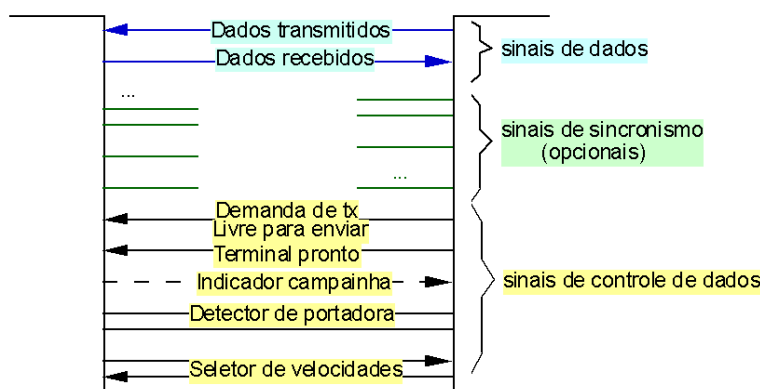 Dados transmitidos
Dados recebidos
sinais de dados
...
...
sinais de sincronismo
(opcionais)
Demanda de tx
Livre para enviar
Terminal pronto
Indicador campainha
Detector de portadora
Seletor de velocidades
sinais de controle de dados